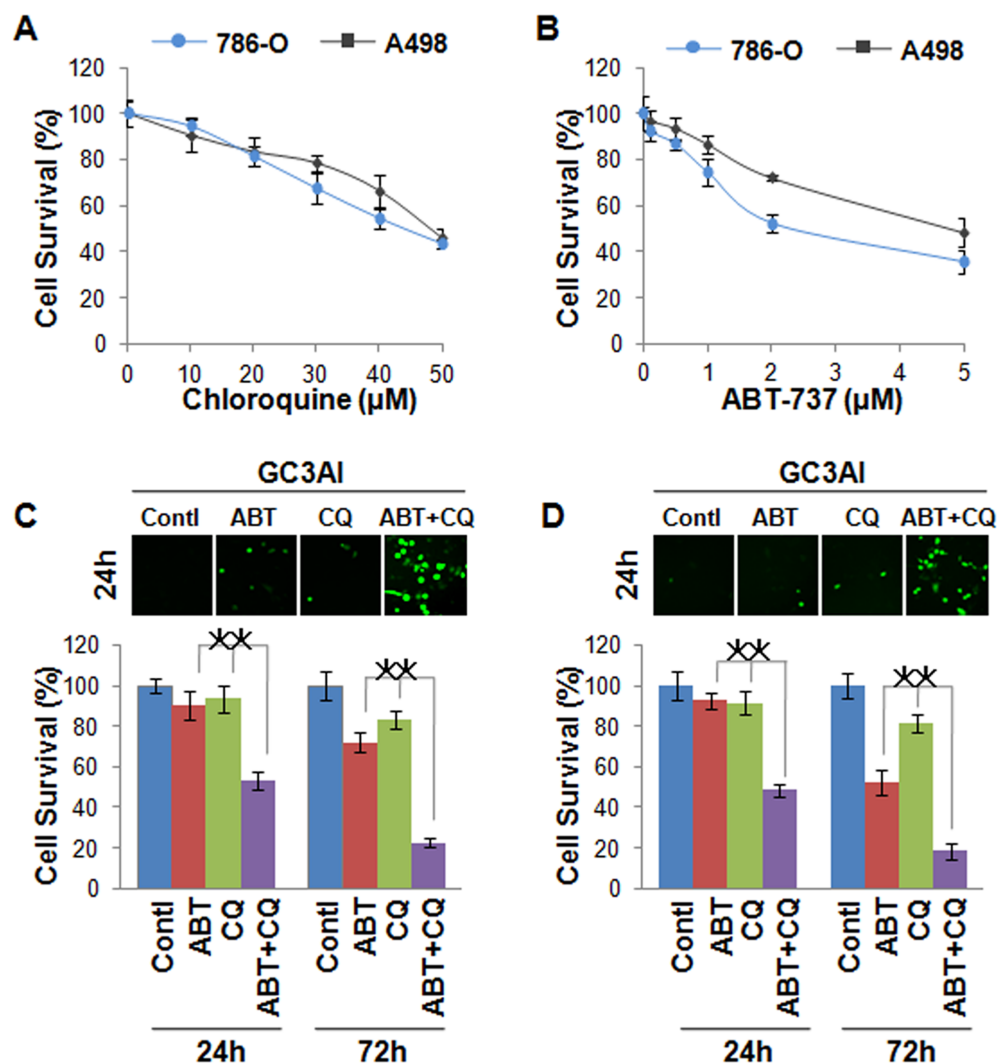 A
786-O
A498
Cell Survival (%)
120
100
80
60
40
20
0
0 10 20 30 40 50
Chloroquine (µM)
B
786-O
A498
Cell Survival (%)
120
100
80
60
40
20
0
0 1 2 3 4 5
ABT-737 (µM)
C
GC3AI
Contl ABT CQ ABT+CQ
24h
Cell Survival (%)
120
100
80
60
40
20
0
Contl
ABT
CQ
ABT+CQ
Contl
ABT
CQ
ABT+CQ
24h 72h
D
GC3AI
Contl ABT CQ ABT+CQ
24h
Cell Survival (%)
120
100
80
60
40
20
0
Contl
ABT
CQ
ABT+CQ
Contl
ABT
CQ
ABT+CQ
24h 72h